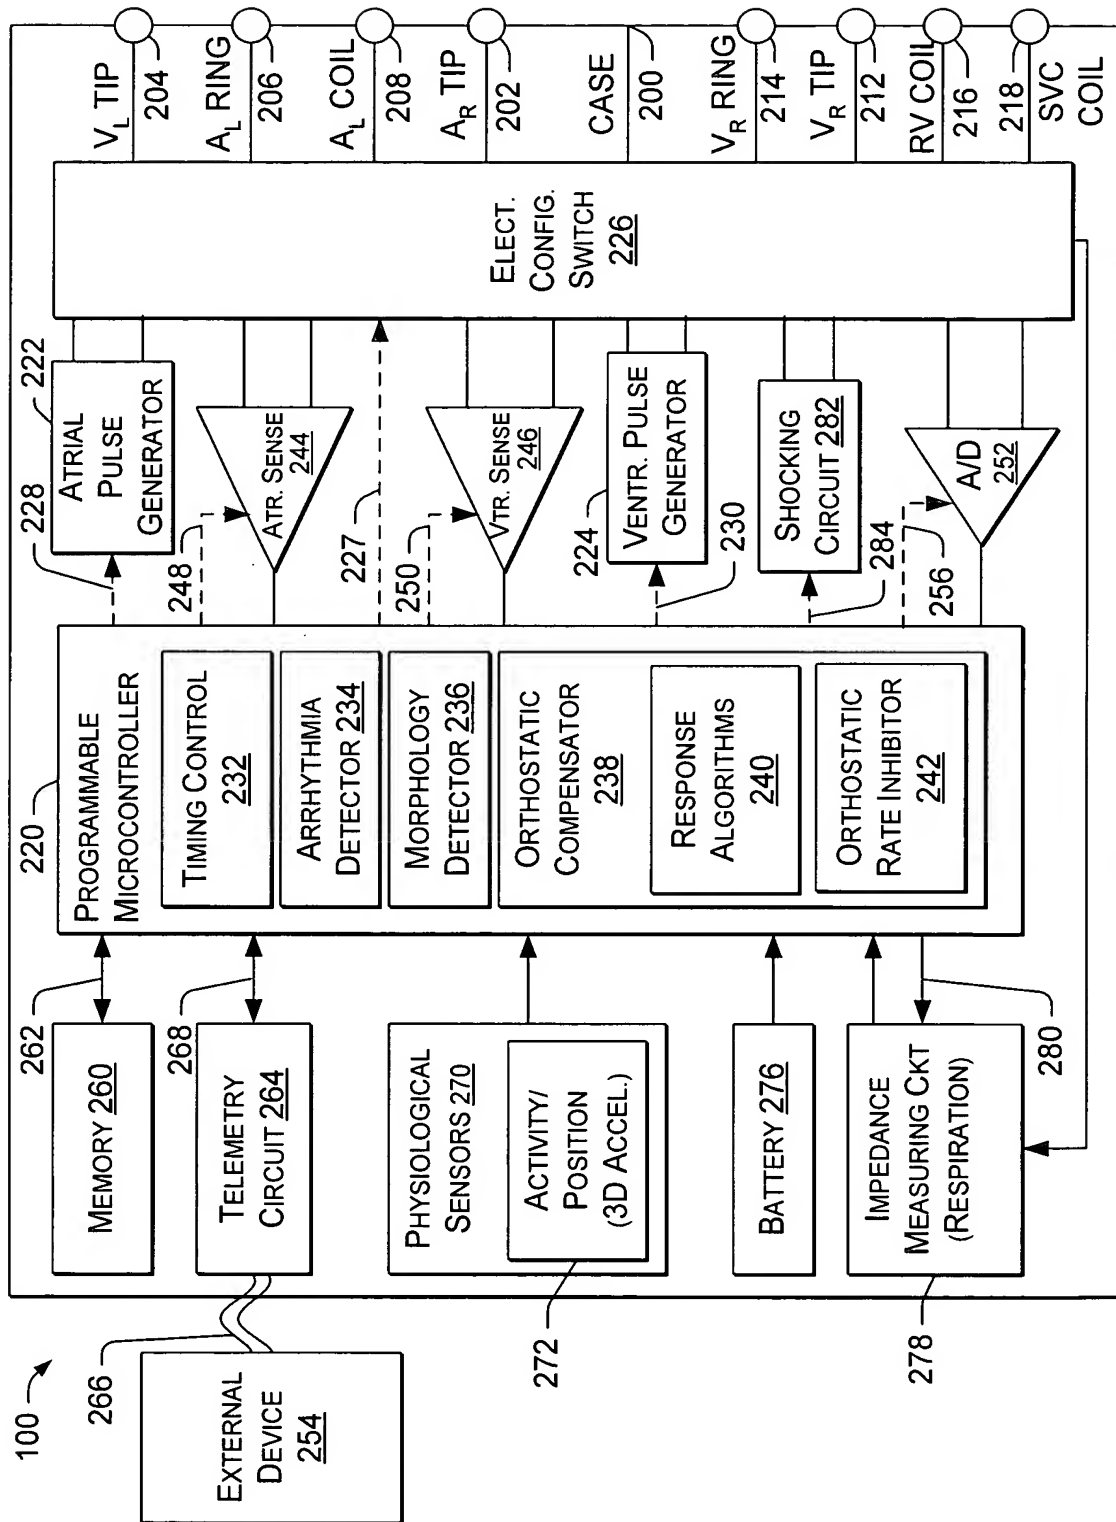 100
EXTERNAL
DEVICE
254
266
MEMORY 260
262
TELEMETRY
CIRCUIT 264
268
PHYSIOLOGICAL
SENSORS 270
ACTIVITY/
POSITION
(3D ACCEL.)
272
BATTERY 276
IMPEDANCE
MEASURING CKT
(RESPIRATION)
278
280
220
PROGRAMMABLE
MICROCONTROLLER
TIMING CONTROL
232
ARRHYTHMIA
DETECTOR 234
MORPHOLOGY
DETECTOR 236
ORTHOSTATIC
COMPENSATOR
238
RESPONSE
ALGORITHMS
240
ORTHOSTATIC
RATE INHIBITOR
242
228
222
ATRIAL
PULSE
GENERATOR
248
ATR. SENSE
244
227
250
VTR. SENSE
246
224
VENTR. PULSE
GENERATOR
230
SHOCKING
CIRCUIT 282
284
256
A/D
252
ELECT.
CONFIG.
SWITCH
226
VL TIP
204
AL RING
206
AL COIL
208
AR TIP
202
CASE
200
VR RING
214
VR TIP
212
RV COIL
216
218
SVC
COIL